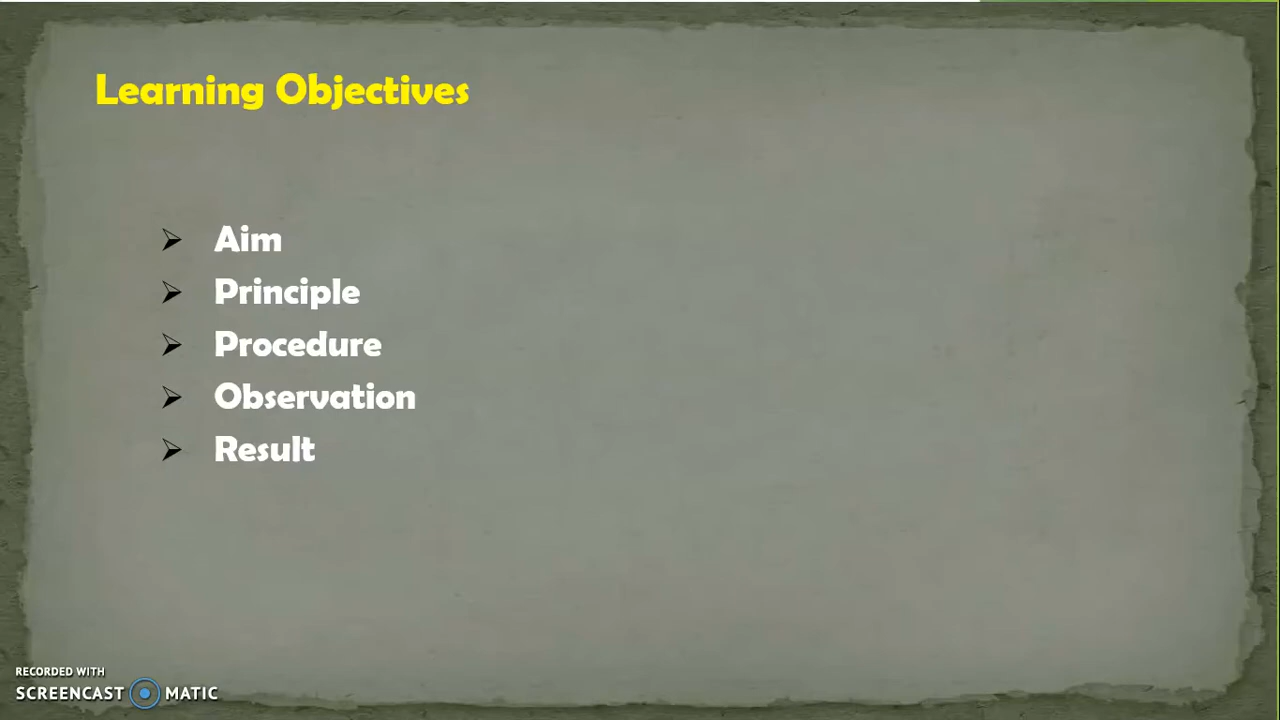 Learning Objectives
Aim
Principle
Procedure
Observation
Result
RECORDED WITH
SCREENCAST MATIC